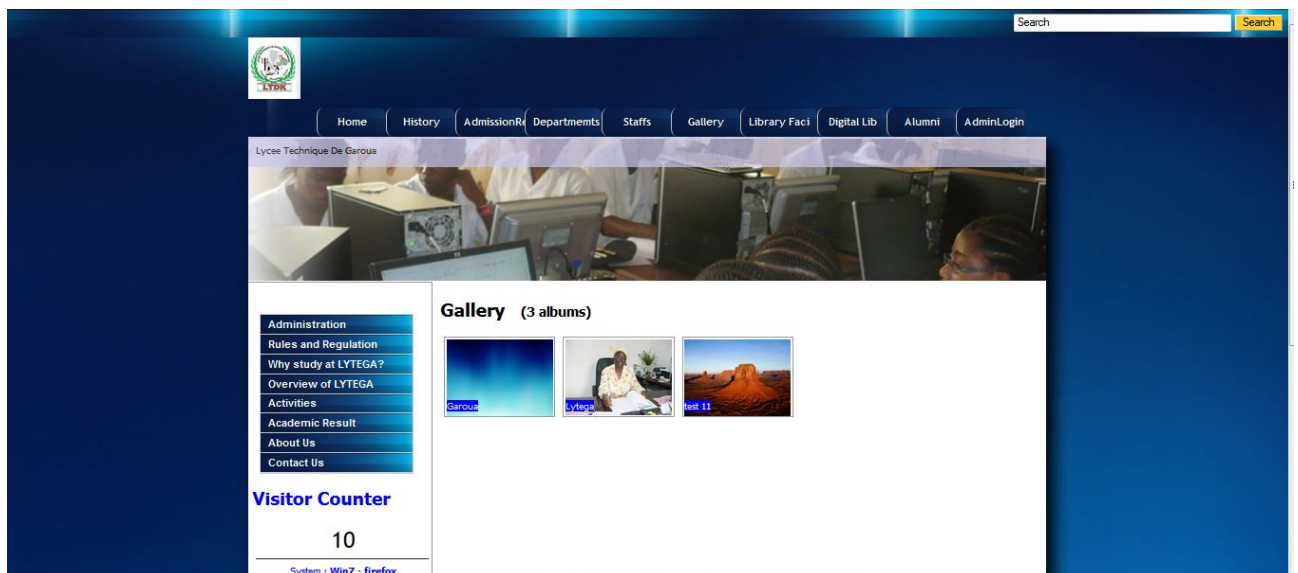 Search
Search
LTDK
Home
History
AdmissionRe
Departmemts
Staffs
Gallery
Library Faci
Digital Lib
Alumni
AdminLogin
Lycee Technique De Garoua
Administration
Rules and Regulation
Why study at LYTEGA?
Overview of LYTEGA
Activities
Academic Result
About Us
Contact Us
Visitor Counter
10
System : Win7 - firefox
Gallery (3 albums)
Garoua
Lytega
test 11